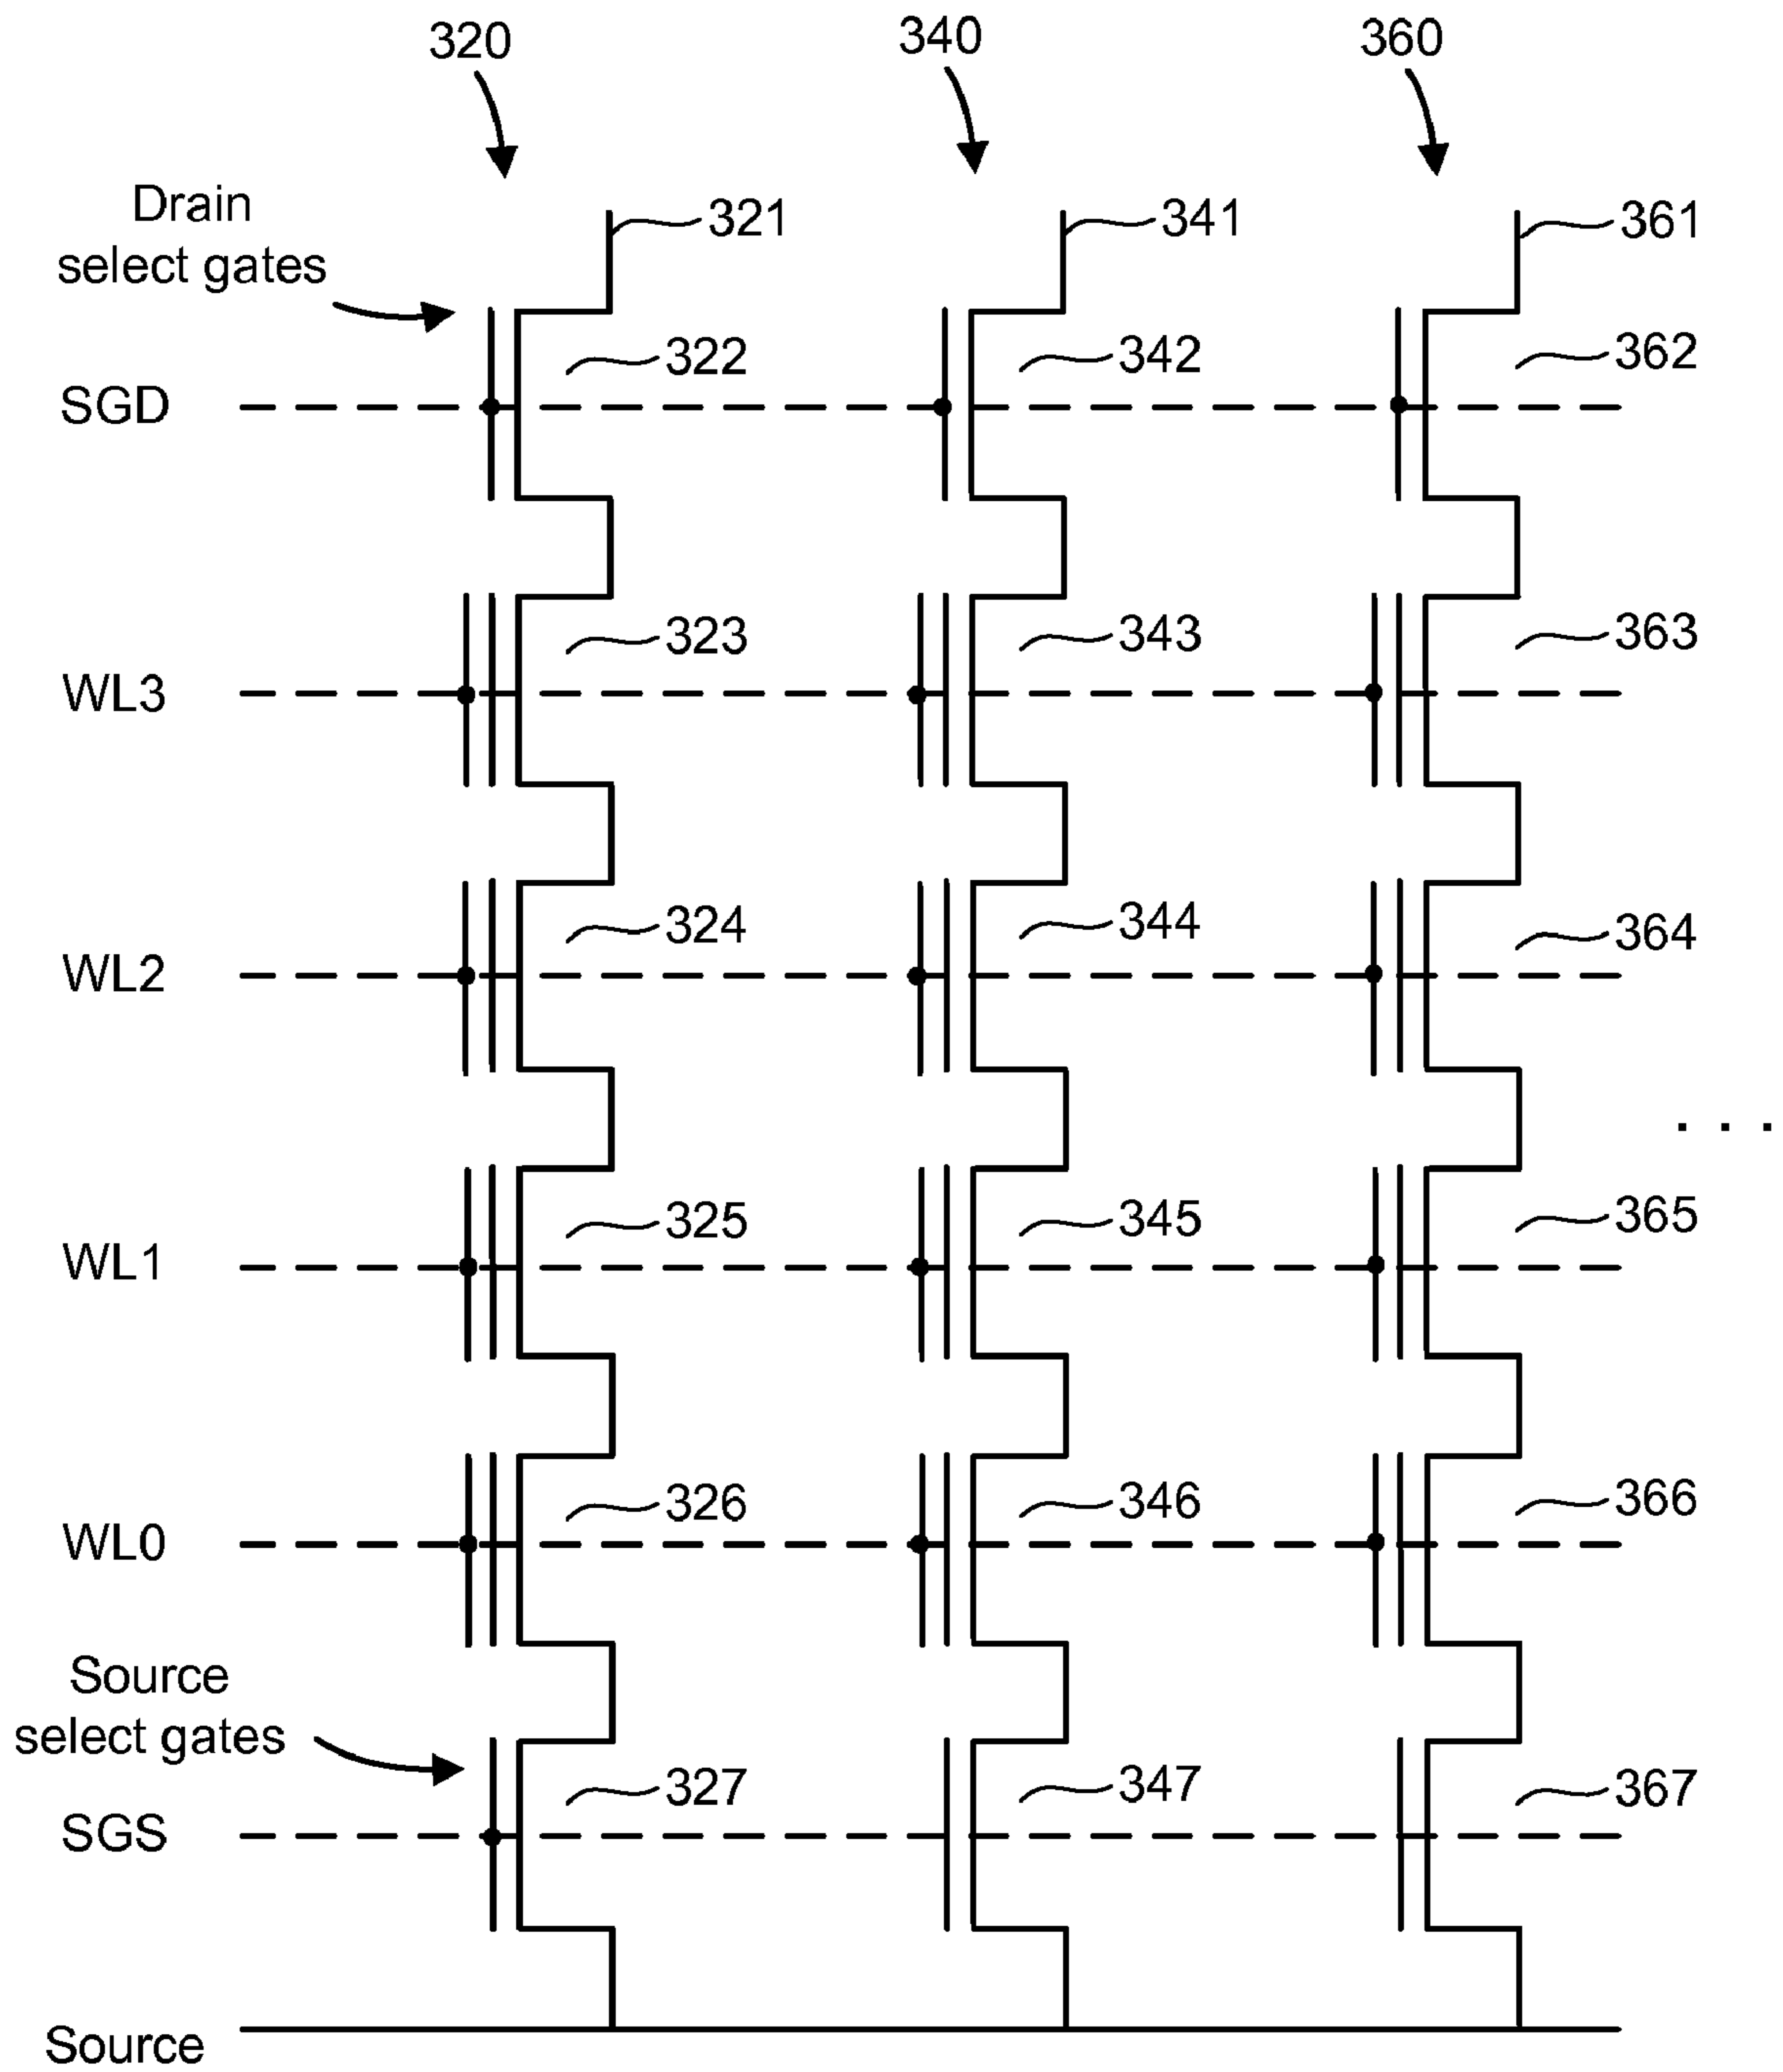 320 340 360
Drain
select gates
321 341 361
322 342 362
SGD
323 343 363
WL3
324 344 364
WL2
. . .
325 345 365
WL1
326 346 366
WL0
Source
select gates
327 347 367
SGS
Source